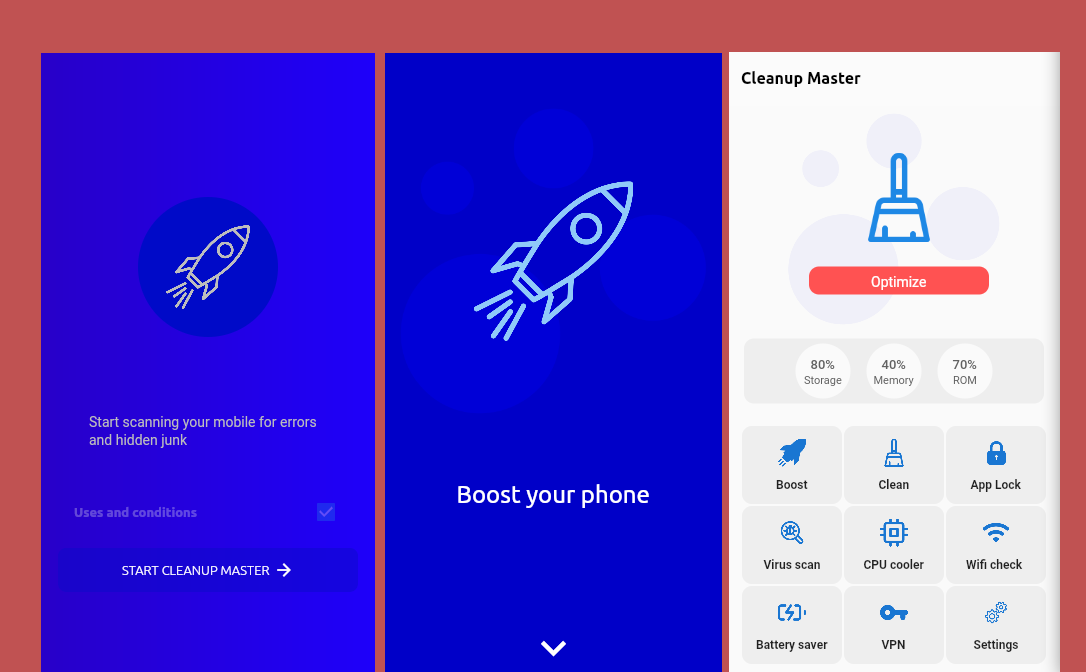 Start scanning your mobile for errors
and hidden junk
Uses and conditions
START CLEANUP MASTER
Boost your phone
Cleanup Master
Optimize
80%
Storage
40%
Memory
70%
ROM
Boost
Clean
App Lock
Virus scan
CPU cooler
Wifi check
Battery saver
VPN
Settings